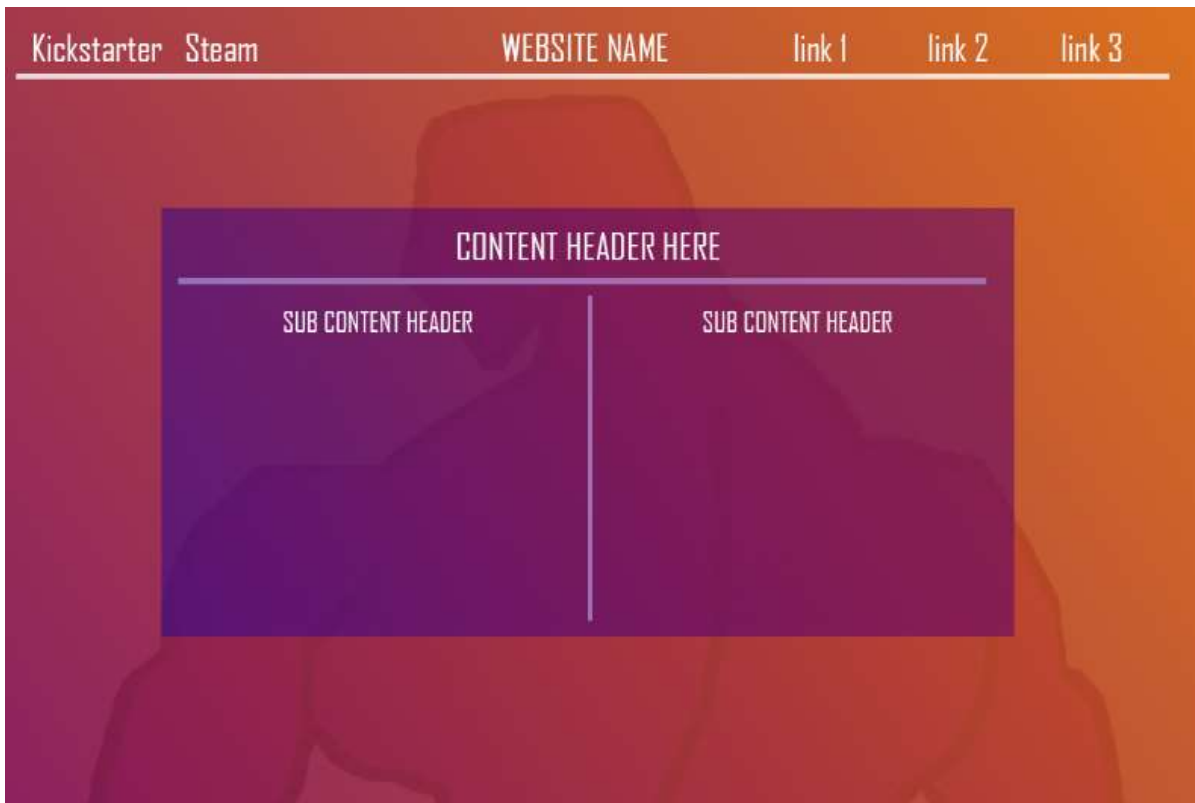 Kickstarter Steam WEBSITE NAME link 1 link 2 link 3
CONTENT HEADER HERE
SUB CONTENT HEADER SUB CONTENT HEADER